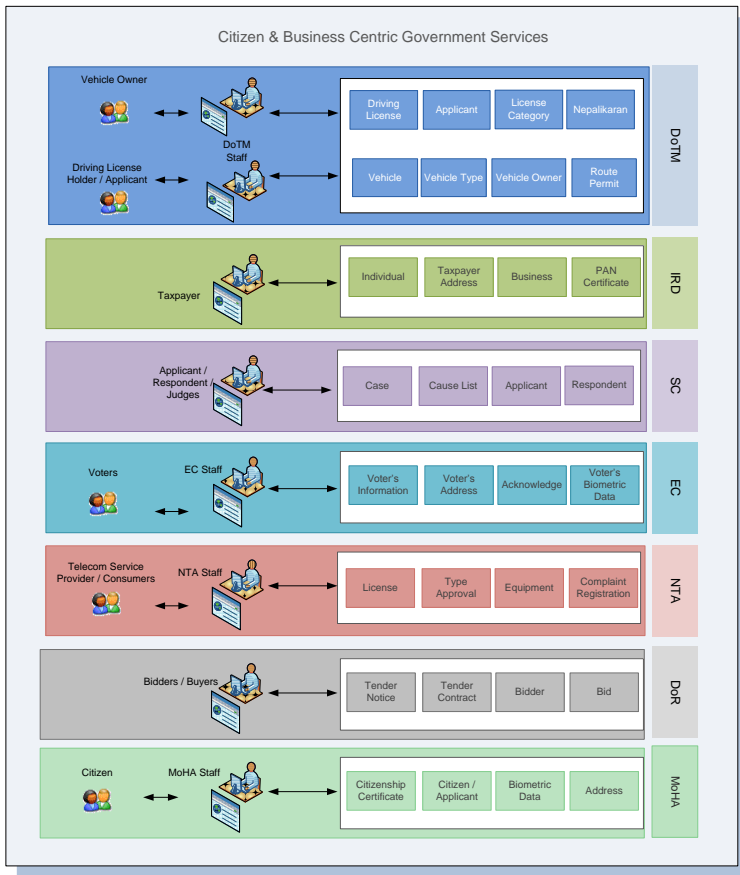 Citizen & Business Centric Government Services
Vehicle Owner
DoTM
Staff
Driving License
Holder / Applicant
Driving
License
Applicant
License
Category
Nepalikaran
Vehicle
Vehicle Type
Vehicle Owner
Route
Permit
DoTM
Taxpayer
Individual
Taxpayer
Address
Business
PAN
Certificate
IRD
Applicant /
Respondent /
Judges
Case
Cause List
Applicant
Respondent
SC
Voters
EC Staff
Voter's
Information
Voter's
Address
Acknowledge
Voter's
Biometric
Data
EC
Telecom Service
Provider / Consumers
NTA Staff
License
Type
Approval
Equipment
Complaint
Registration
NTA
Bidders / Buyers
Tender
Notice
Tender
Contract
Bidder
Bid
DoR
Citizen
MoHA Staff
Citizenship
Certificate
Citizen /
Applicant
Biometric
Data
Address
MoHA